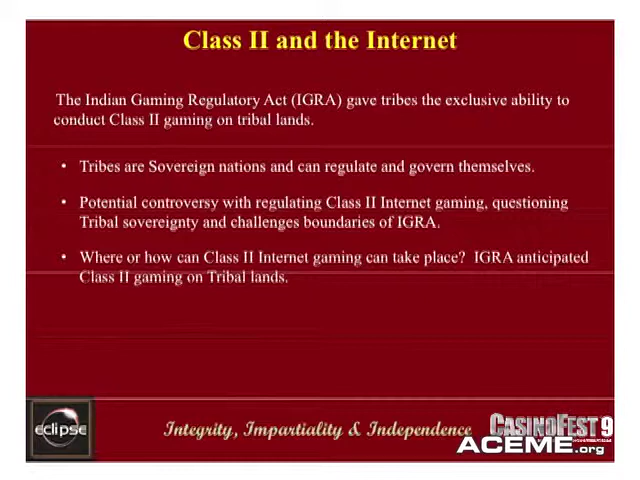 Class II and the Internet
The Indian Gaming Regulatory Act (IGRA) gave tribes the exclusive ability to
conduct Class II gaming on tribal lands.
• Tribes are Sovereign nations and can regulate and govern themselves.
• Potential controversy with regulating Class II Internet gaming, questioning
Tribal sovereignty and challenges boundaries of IGRA.
• Where or how can Class II Internet gaming can take place? IGRA anticipated
Class II gaming on Tribal lands.
eclipse
Integrity, Impartiality & Independence
CASINOFEST 9
ACEME.org